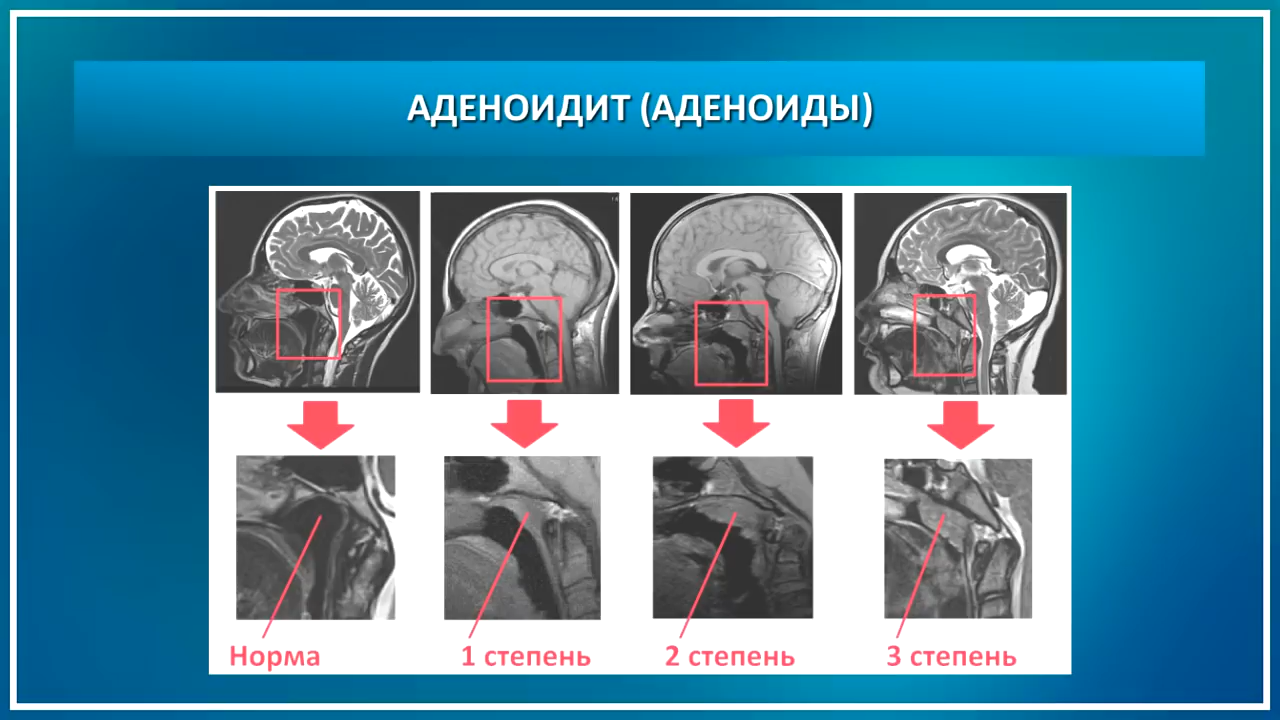 АДЕНОИДИТ (АДЕНОИДЫ)
Норма
1 степень
2 степень
3 степень